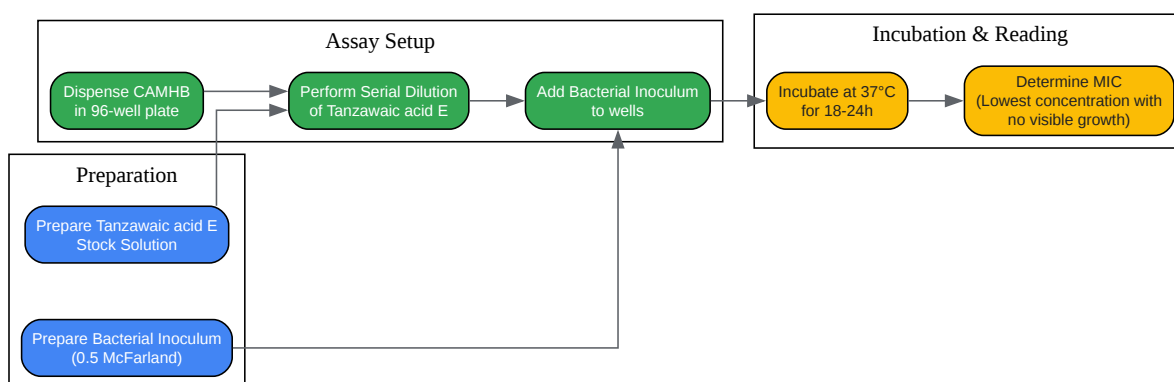 Assay Setup
Dispense CAMHB
in 96-well plate
Perform Serial Dilution
of Tanzawaic acid E
Add Bacterial Inoculum
to wells
Incubation & Reading
Incubate at 37°C
for 18-24h
Determine MIC
(Lowest concentration with
no visible growth)
Preparation
Prepare Tanzawaic acid E
Stock Solution
Prepare Bacterial Inoculum
(0.5 McFarland)